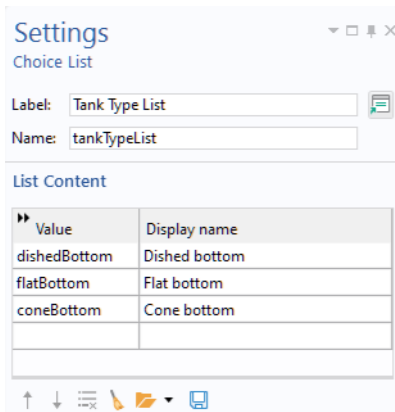 Settings
Choice List
Label: Tank Type List
Name: tankTypeList
List Content
Value Display name
dishedBottom Dished bottom
flatBottom Flat bottom
coneBottom Cone bottom